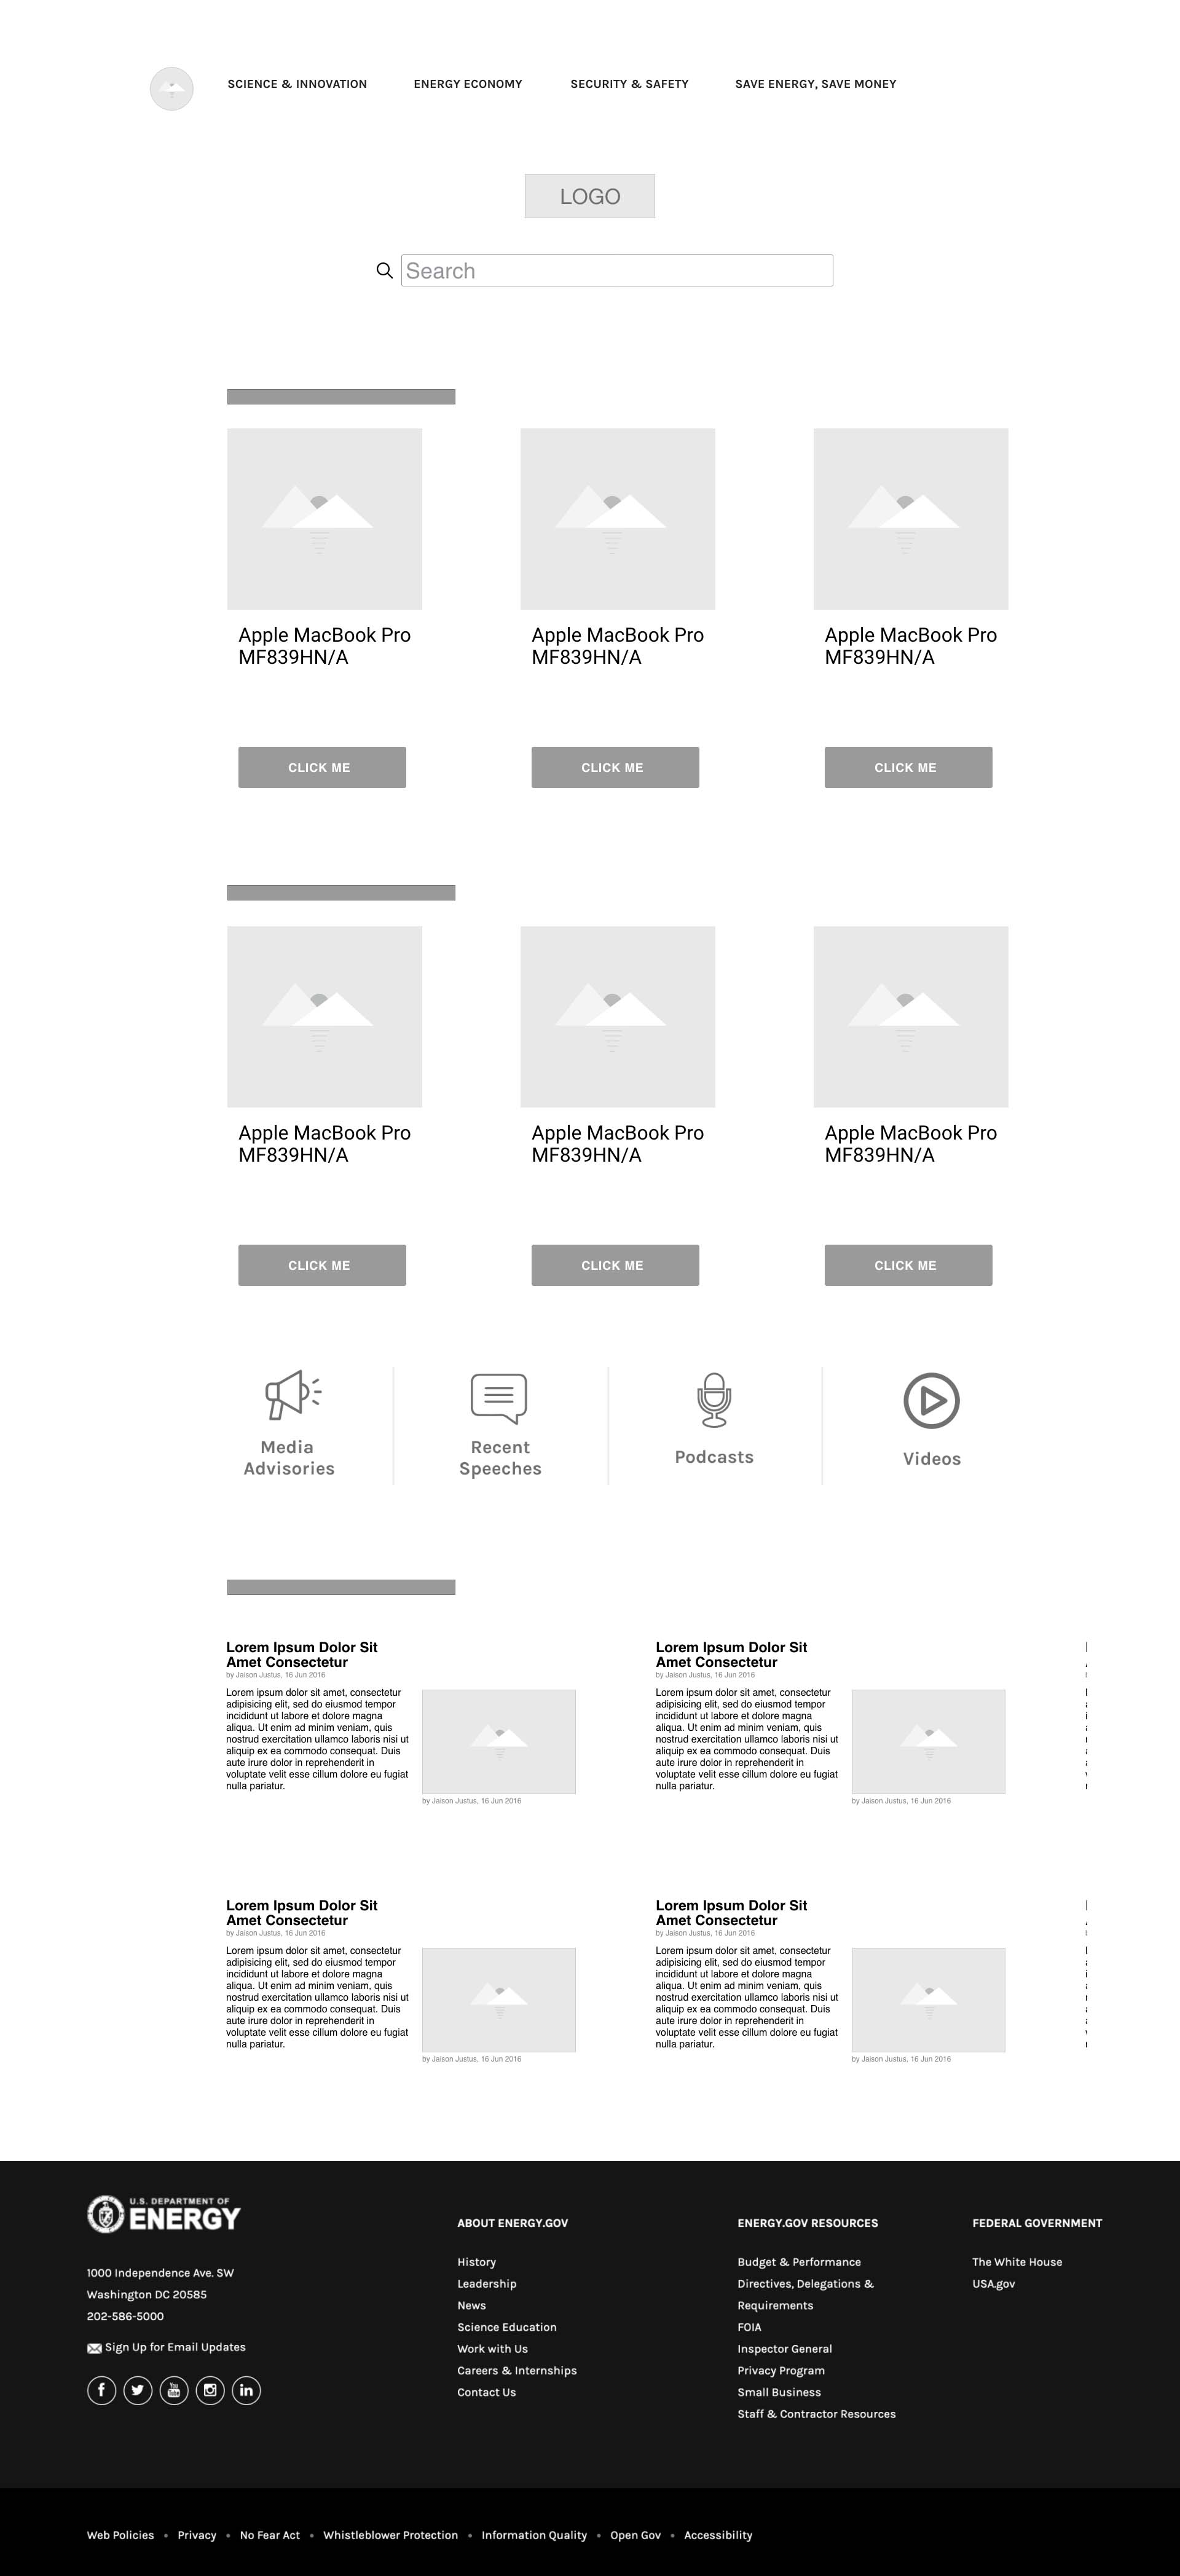 SCIENCE & INNOVATION
ENERGY ECONOMY
SECURITY & SAFETY
SAVE ENERGY, SAVE MONEY
LOGO
Search
Apple MacBook Pro
MF839HN/A
CLICK ME
Apple MacBook Pro
MF839HN/A
CLICK ME
Apple MacBook Pro
MF839HN/A
CLICK ME
Apple MacBook Pro
MF839HN/A
CLICK ME
Apple MacBook Pro
MF839HN/A
CLICK ME
Apple MacBook Pro
MF839HN/A
CLICK ME
Media
Advisories
Recent
Speeches
Podcasts
Videos
Lorem Ipsum Dolor Sit
Amet Consectetur
by Jaison Justus, 16 Jun 2016
Lorem ipsum dolor sit amet, consectetur
adipisicing elit, sed do eiusmod tempor
incididunt ut labore et dolore magna
aliqua. Ut enim ad minim veniam, quis
nostrud exercitation ullamco laboris nisi ut
aliquip ex ea commodo consequat. Duis
aute irure dolor in reprehenderit in
voluptate velit esse cillum dolore eu fugiat
nulla pariatur.
by Jaison Justus, 16 Jun 2016
Lorem Ipsum Dolor Sit
Amet Consectetur
by Jaison Justus, 16 Jun 2016
Lorem ipsum dolor sit amet, consectetur
adipisicing elit, sed do eiusmod tempor
incididunt ut labore et dolore magna
aliqua. Ut enim ad minim veniam, quis
nostrud exercitation ullamco laboris nisi ut
aliquip ex ea commodo consequat. Duis
aute irure dolor in reprehenderit in
voluptate velit esse cillum dolore eu fugiat
nulla pariatur.
by Jaison Justus, 16 Jun 2016
Lorem Ipsum Dolor Sit
Amet Consectetur
by Jaison Justus, 16 Jun 2016
Lorem ipsum dolor sit amet, consectetur
adipisicing elit, sed do eiusmod tempor
incididunt ut labore et dolore magna
aliqua. Ut enim ad minim veniam, quis
nostrud exercitation ullamco laboris nisi ut
aliquip ex ea commodo consequat. Duis
aute irure dolor in reprehenderit in
voluptate velit esse cillum dolore eu fugiat
nulla pariatur.
by Jaison Justus, 16 Jun 2016
Lorem Ipsum Dolor Sit
Amet Consectetur
by Jaison Justus, 16 Jun 2016
Lorem ipsum dolor sit amet, consectetur
adipisicing elit, sed do eiusmod tempor
incididunt ut labore et dolore magna
aliqua. Ut enim ad minim veniam, quis
nostrud exercitation ullamco laboris nisi ut
aliquip ex ea commodo consequat. Duis
aute irure dolor in reprehenderit in
voluptate velit esse cillum dolore eu fugiat
nulla pariatur.
by Jaison Justus, 16 Jun 2016
U.S. DEPARTMENT OF
ENERGY
1000 Independence Ave. SW
Washington DC 20585
202-586-5000
Sign Up for Email Updates
ABOUT ENERGY.GOV
History
Leadership
News
Science Education
Work with Us
Careers & Internships
Contact Us
ENERGY.GOV RESOURCES
Budget & Performance
Directives, Delegations &
Requirements
FOIA
Inspector General
Privacy Program
Small Business
Staff & Contractor Resources
FEDERAL GOVERNMENT
The White House
USA.gov
Web Policies • Privacy • No Fear Act • Whistleblower Protection • Information Quality • Open Gov • Accessibility